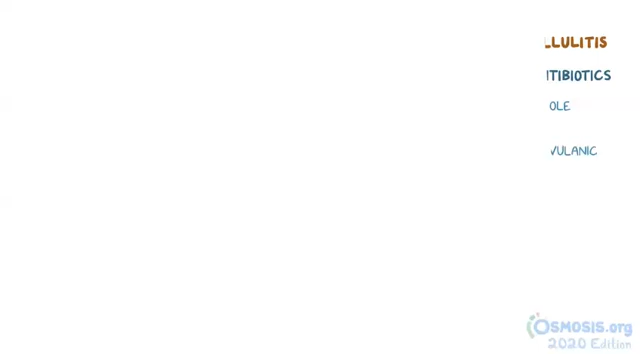 LLULITIS
TIBIOTICS
OLE
VULANIC
OSMOSIS.org
2020 Edition